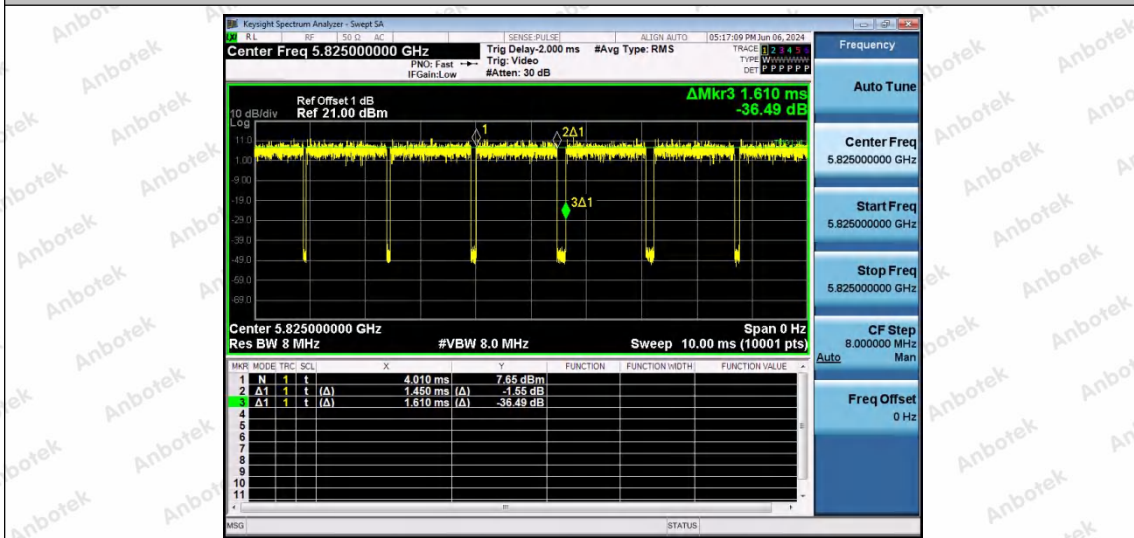 Keysight Spectrum Analyzer - Swept SA
RL RF 50 Ω AC SENSE:PULSE ALIGN AUTO 05:17:09 PM Jun 06, 2024
Center Freq 5.825000000 GHz
PNO: Fast
IFGain:Low
Trig Delay-2.000 ms
Trig: Video
#Atten: 30 dB
#Avg Type: RMS
TRACE 1 2 3 4 5 6
TYPE WWWWWW
DET P P P P P P
Frequency
Auto Tune
ΔMkr3 1.610 ms
-36.49 dB
Ref Offset 1 dB
10 dB/div Ref 21.00 dBm
Log
11.0
1.00
-9.00
-19.0
-29.0
-39.0
-49.0
-59.0
-69.0
1
2Δ1
3Δ1
Center Freq
5.825000000 GHz
Start Freq
5.825000000 GHz
Stop Freq
5.825000000 GHz
CF Step
8.000000 MHz
Auto Man
Freq Offset
0 Hz
Center 5.825000000 GHz Span 0 Hz
Res BW 8 MHz #VBW 8.0 MHz Sweep 10.00 ms (10001 pts)
MKR MODE TRC SCL X Y FUNCTION FUNCTION WIDTH FUNCTION VALUE
1 N 1 t 4.010 ms 7.65 dBm
2 Δ1 1 t (Δ) 1.450 ms (Δ) -1.55 dB
3 Δ1 1 t (Δ) 1.610 ms (Δ) -36.49 dB
4
5
6
7
8
9
10
11
MSG STATUS
Anbotek